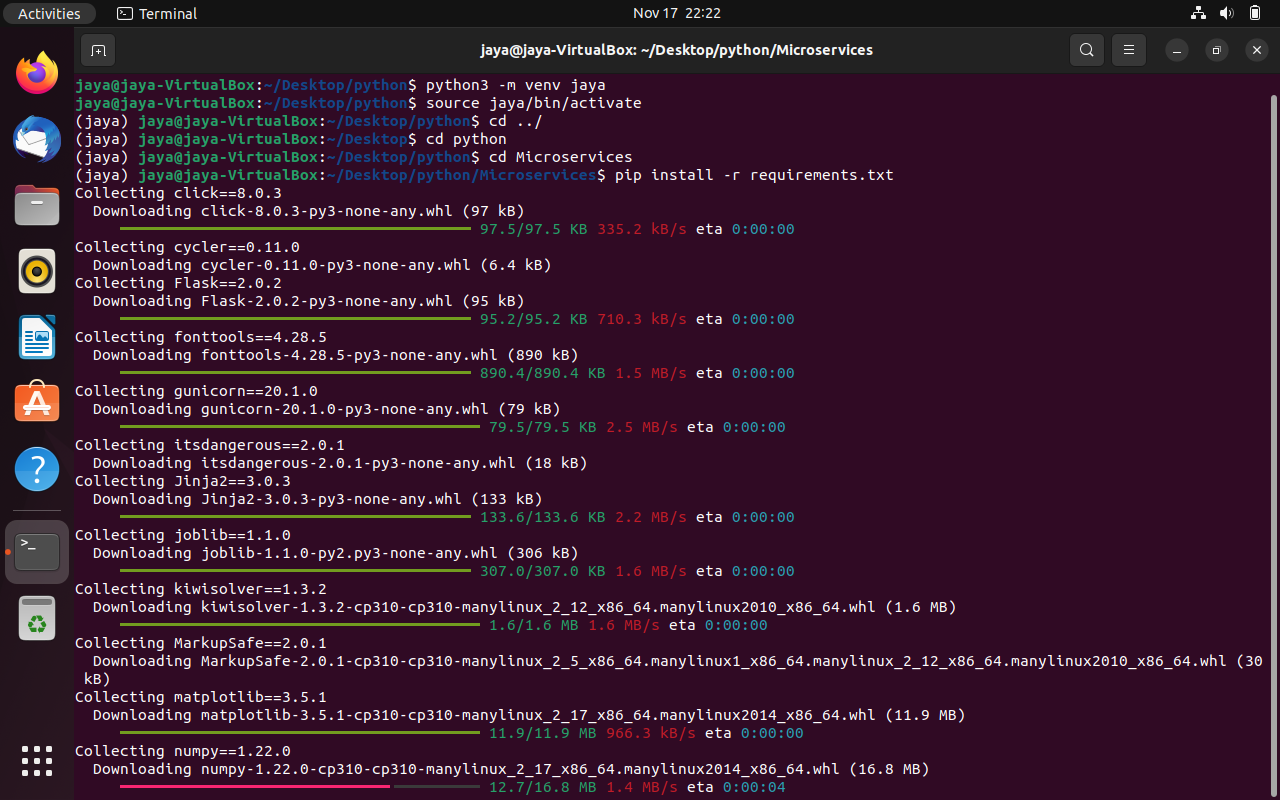 Activities
Terminal
Nov 17 22:22
jaya@jaya-VirtualBox: ~/Desktop/python/Microservices
jaya@jaya-VirtualBox:~/Desktop/python$ python3 -m venv jaya
jaya@jaya-VirtualBox:~/Desktop/python$ source jaya/bin/activate
(jaya) jaya@jaya-VirtualBox:~/Desktop/python$ cd ../
(jaya) jaya@jaya-VirtualBox:~/Desktop$ cd python
(jaya) jaya@jaya-VirtualBox:~/Desktop/python$ cd Microservices
(jaya) jaya@jaya-VirtualBox:~/Desktop/python/Microservices$ pip install -r requirements.txt
Collecting click==8.0.3
  Downloading click-8.0.3-py3-none-any.whl (97 kB)
97.5/97.5 KB 335.2 kB/s eta 0:00:00
Collecting cycler==0.11.0
  Downloading cycler-0.11.0-py3-none-any.whl (6.4 kB)
Collecting Flask==2.0.2
  Downloading Flask-2.0.2-py3-none-any.whl (95 kB)
95.2/95.2 KB 710.3 kB/s eta 0:00:00
Collecting fonttools==4.28.5
  Downloading fonttools-4.28.5-py3-none-any.whl (890 kB)
890.4/890.4 KB 1.5 MB/s eta 0:00:00
Collecting gunicorn==20.1.0
  Downloading gunicorn-20.1.0-py3-none-any.whl (79 kB)
79.5/79.5 KB 2.5 MB/s eta 0:00:00
Collecting itsdangerous==2.0.1
  Downloading itsdangerous-2.0.1-py3-none-any.whl (18 kB)
Collecting Jinja2==3.0.3
  Downloading Jinja2-3.0.3-py3-none-any.whl (133 kB)
133.6/133.6 KB 2.2 MB/s eta 0:00:00
Collecting joblib==1.1.0
  Downloading joblib-1.1.0-py2.py3-none-any.whl (306 kB)
307.0/307.0 KB 1.6 MB/s eta 0:00:00
Collecting kiwisolver==1.3.2
  Downloading kiwisolver-1.3.2-cp310-cp310-manylinux_2_12_x86_64.manylinux2010_x86_64.whl (1.6 MB)
1.6/1.6 MB 1.6 MB/s eta 0:00:00
Collecting MarkupSafe==2.0.1
  Downloading MarkupSafe-2.0.1-cp310-cp310-manylinux_2_5_x86_64.manylinux1_x86_64.manylinux_2_12_x86_64.manylinux2010_x86_64.whl (30
 kB)
Collecting matplotlib==3.5.1
  Downloading matplotlib-3.5.1-cp310-cp310-manylinux_2_17_x86_64.manylinux2014_x86_64.whl (11.9 MB)
11.9/11.9 MB 966.3 kB/s eta 0:00:00
Collecting numpy==1.22.0
  Downloading numpy-1.22.0-cp310-cp310-manylinux_2_17_x86_64.manylinux2014_x86_64.whl (16.8 MB)
12.7/16.8 MB 1.4 MB/s eta 0:00:04